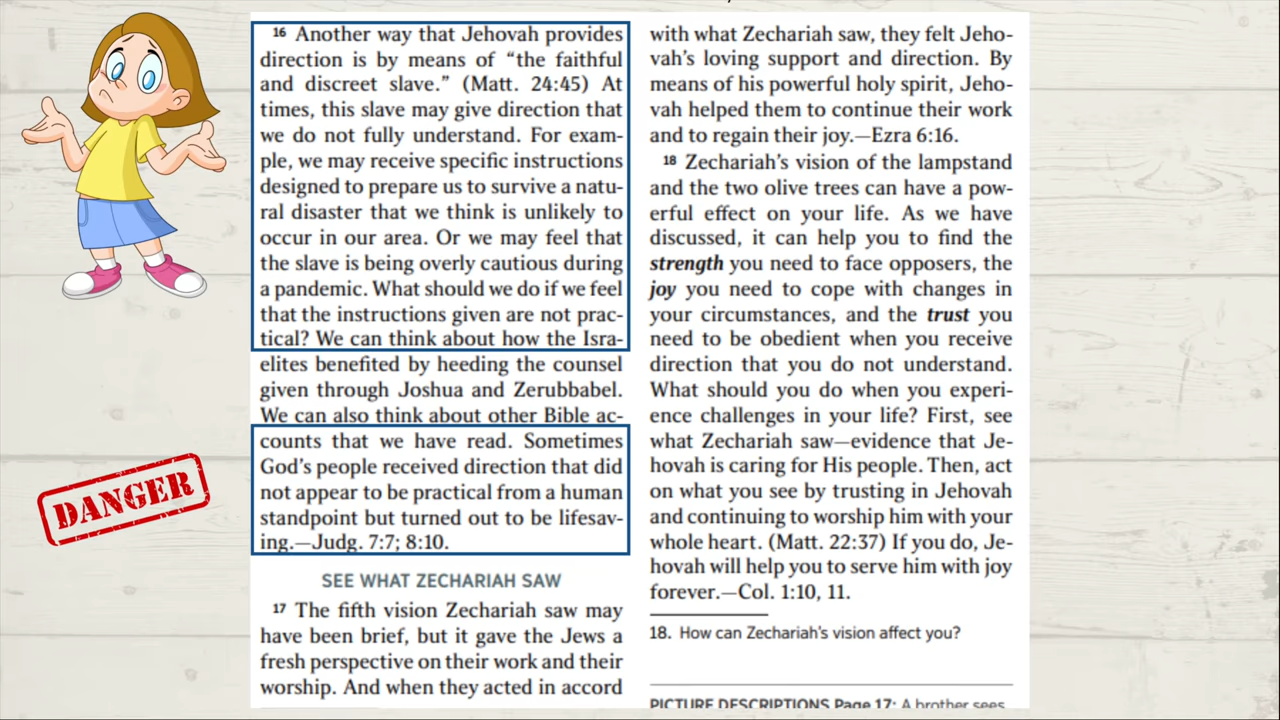 16 Another way that Jehovah provides
direction is by means of “the faithful
and discreet slave.” (Matt. 24:45) At
times, this slave may give direction that
we do not fully understand. For exam-
ple, we may receive specific instructions
designed to prepare us to survive a natu-
ral disaster that we think is unlikely to
occur in our area. Or we may feel that
the slave is being overly cautious during
a pandemic. What should we do if we feel
that the instructions given are not prac-
tical? We can think about how the Isra-
elites benefited by heeding the counsel
given through Joshua and Zerubbabel.
We can also think about other Bible ac-
counts that we have read. Sometimes
God’s people received direction that did
not appear to be practical from a human
standpoint but turned out to be lifesav-
ing.—Judg. 7:7; 8:10.
SEE WHAT ZECHARIAH SAW
17 The fifth vision Zechariah saw may
have been brief, but it gave the Jews a
fresh perspective on their work and their
worship. And when they acted in accord
with what Zechariah saw, they felt Jeho-
vah’s loving support and direction. By
means of his powerful holy spirit, Jeho-
vah helped them to continue their work
and to regain their joy.—Ezra 6:16.
18 Zechariah’s vision of the lampstand
and the two olive trees can have a pow-
erful effect on your life. As we have
discussed, it can help you to find the
strength you need to face opposers, the
joy you need to cope with changes in
your circumstances, and the trust you
need to be obedient when you receive
direction that you do not understand.
What should you do when you experi-
ence challenges in your life? First, see
what Zechariah saw—evidence that Je-
hovah is caring for His people. Then, act
on what you see by trusting in Jehovah
and continuing to worship him with your
whole heart. (Matt. 22:37) If you do, Je-
hovah will help you to serve him with joy
forever.—Col. 1:10, 11.
18. How can Zechariah’s vision affect you?
PICTURE DESCRIPTIONS Page 17: A brother sees
DANGER